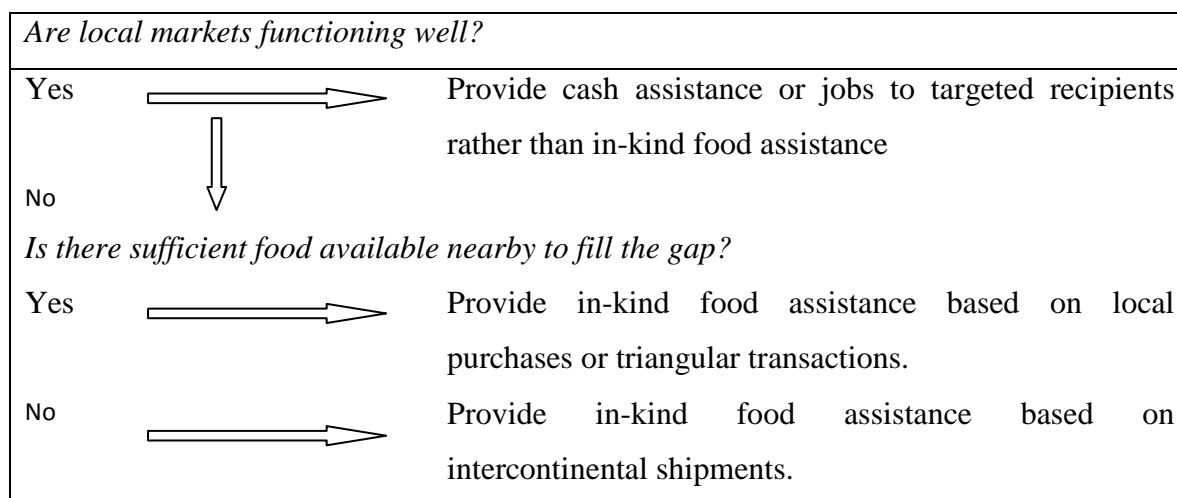 Are local markets functioning well?
Yes Provide cash assistance or jobs to targeted recipients
rather than in-kind food assistance
No
Is there sufficient food available nearby to fill the gap?
Yes Provide in-kind food assistance based on local
purchases or triangular transactions.
No Provide in-kind food assistance based on
intercontinental shipments.